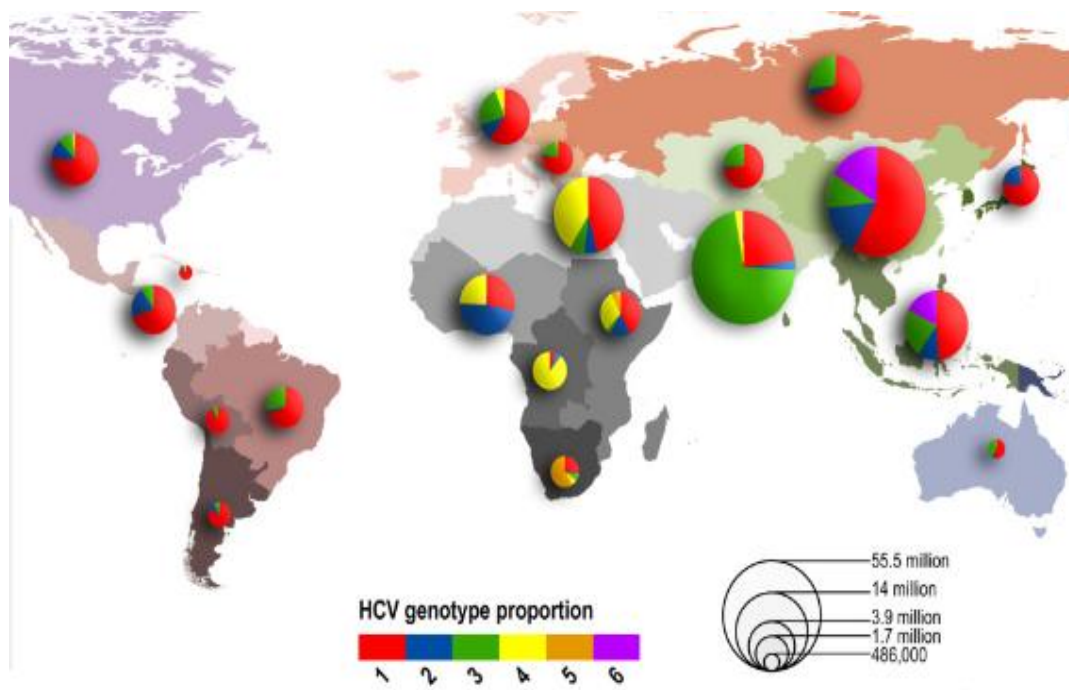 55.5 million
14 million
3.9 million
1.7 million
486,000
HCV genotype proportion
1 2 3 4 5 6